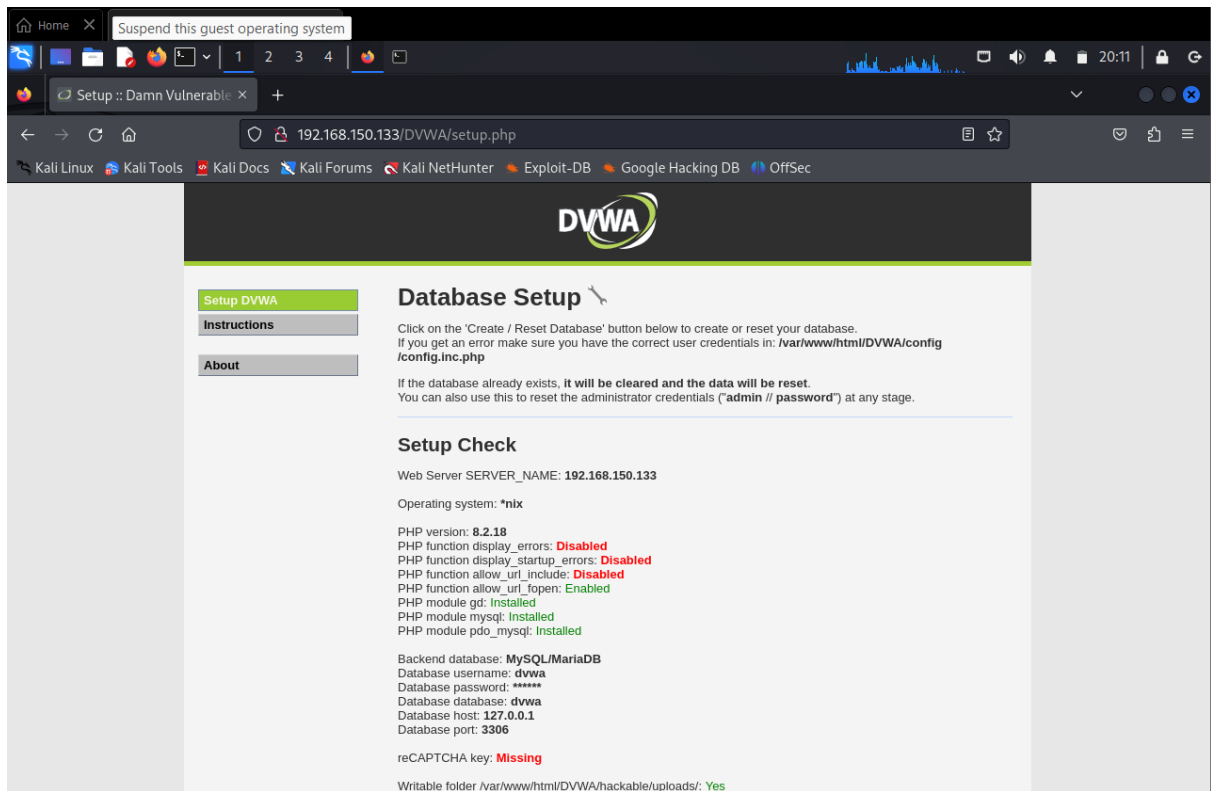 Home
Suspend this guest operating system
1 2 3 4
20:11
Setup :: Damn Vulnerable
192.168.150.133/DVWA/setup.php
Kali Linux Kali Tools Kali Docs Kali Forums Kali NetHunter Exploit-DB Google Hacking DB OffSec
DVWA
Setup DVWA
Instructions
About
Database Setup
Click on the 'Create / Reset Database' button below to create or reset your database.
If you get an error make sure you have the correct user credentials in: /var/www/html/DVWA/config
/config.inc.php
If the database already exists, it will be cleared and the data will be reset.
You can also use this to reset the administrator credentials ("admin // password") at any stage.
Setup Check
Web Server SERVER_NAME: 192.168.150.133
Operating system: *nix
PHP version: 8.2.18
PHP function display_errors: Disabled
PHP function display_startup_errors: Disabled
PHP function allow_url_include: Disabled
PHP function allow_url_fopen: Enabled
PHP module gd: Installed
PHP module mysql: Installed
PHP module pdo_mysql: Installed
Backend database: MySQL/MariaDB
Database username: dvwa
Database password: ******
Database database: dvwa
Database host: 127.0.0.1
Database port: 3306
reCAPTCHA key: Missing
Writable folder /var/www/html/DVWA/hackable/uploads/: Yes